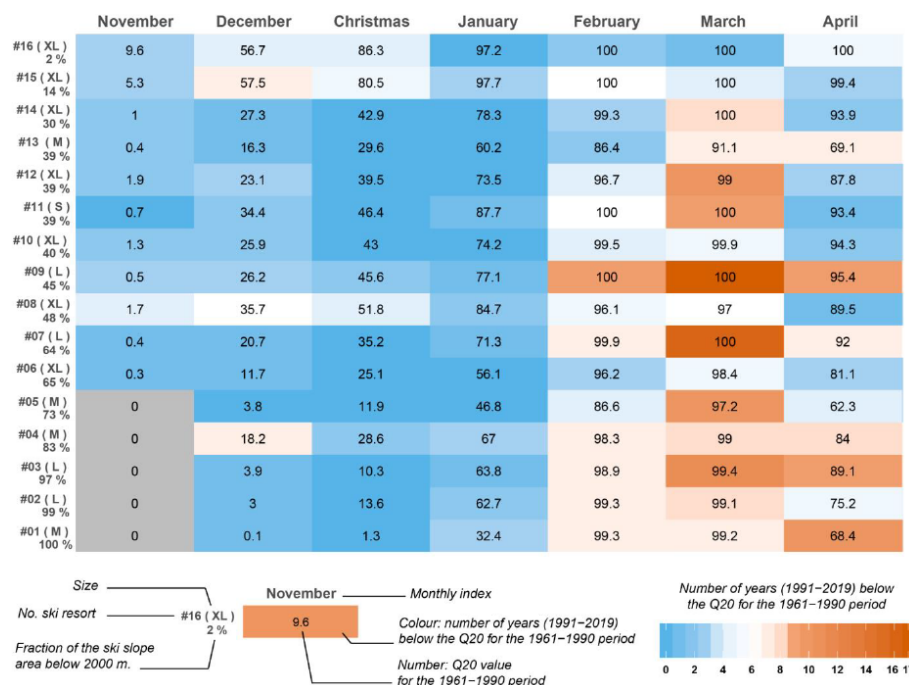 November December Christmas January February March April
#16 ( XL ) 9.6 56.7 86.3 97.2 100 100 100
2 %
#15 ( XL ) 5.3 57.5 80.5 97.7 100 100 99.4
14 %
#14 ( XL ) 1 27.3 42.9 78.3 99.3 100 93.9
30 %
#13 ( M ) 0.4 16.3 29.6 60.2 86.4 91.1 69.1
39 %
#12 ( XL ) 1.9 23.1 39.5 73.5 96.7 99 87.8
39 %
#11 ( S ) 0.7 34.4 46.4 87.7 100 100 93.4
39 %
#10 ( XL ) 1.3 25.9 43 74.2 99.5 99.9 94.3
40 %
#09 ( L ) 0.5 26.2 45.6 77.1 100 100 95.4
45 %
#08 ( XL ) 1.7 35.7 51.8 84.7 96.1 97 89.5
48 %
#07 ( L ) 0.4 20.7 35.2 71.3 99.9 100 92
64 %
#06 ( XL ) 0.3 11.7 25.1 56.1 96.2 98.4 81.1
65 %
#05 ( M ) 0 3.8 11.9 46.8 86.6 97.2 62.3
73 %
#04 ( M ) 0 18.2 28.6 67 98.3 99 84
83 %
#03 ( L ) 0 3.9 10.3 63.8 98.9 99.4 89.1
97 %
#02 ( L ) 0 3 13.6 62.7 99.3 99.1 75.2
99 %
#01 ( M ) 0 0.1 1.3 32.4 99.3 99.2 68.4
100 %
Size
No. ski resort
Fraction of the ski slope
area below 2000 m.
#16 ( XL )
2 %
November
9.6
Monthly index
Colour: number of years (1991−2019)
below the Q20 for the 1961−1990 period
Number: Q20 value
for the 1961−1990 period
Number of years (1991−2019) below
the Q20 for the 1961−1990 period
0 2 4 6 8 10 12 14 16